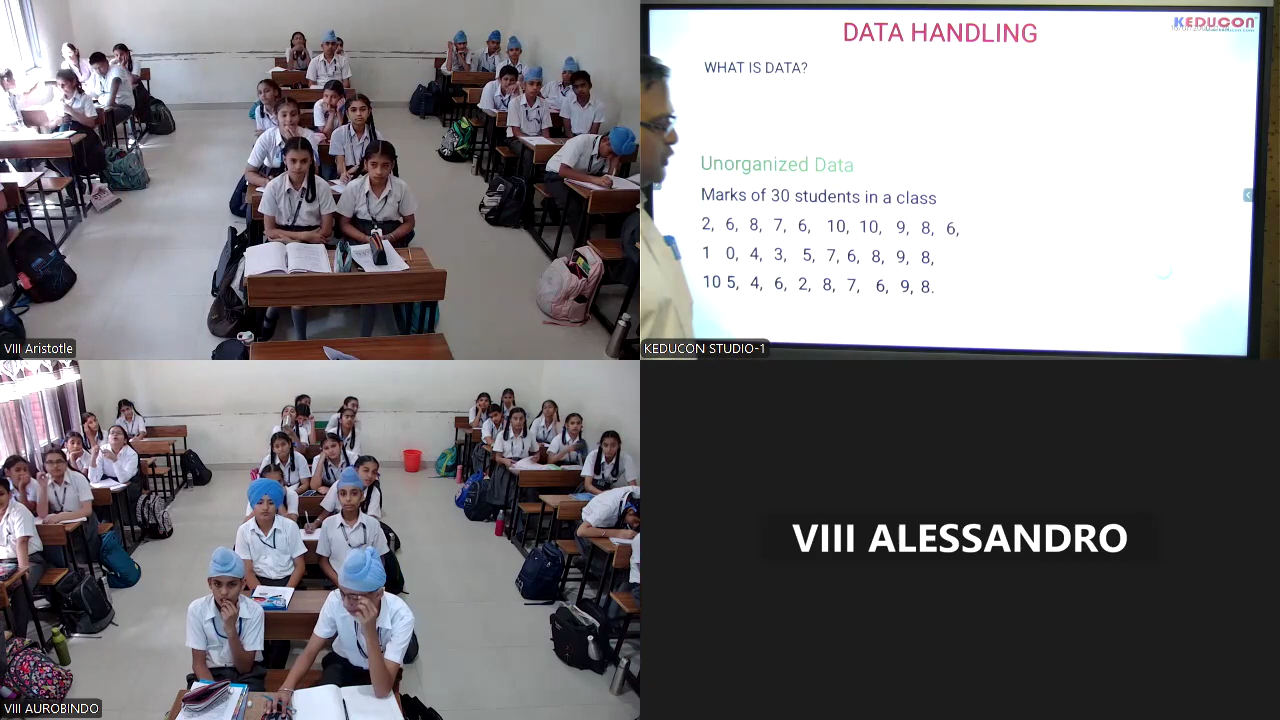 DATA HANDLING
KEDUCON
WHAT IS DATA?
Unorganized Data
Marks of 30 students in a class
2, 6, 8, 7, 6, 10, 10, 9, 8, 6,
1 0, 4, 3, 5, 7, 6, 8, 9, 8,
10 5, 4, 6, 2, 8, 7, 6, 9, 8.
VIII Aristotle
KEDUCON STUDIO-1
VIII ALESSANDRO
VIII AUROBINDO